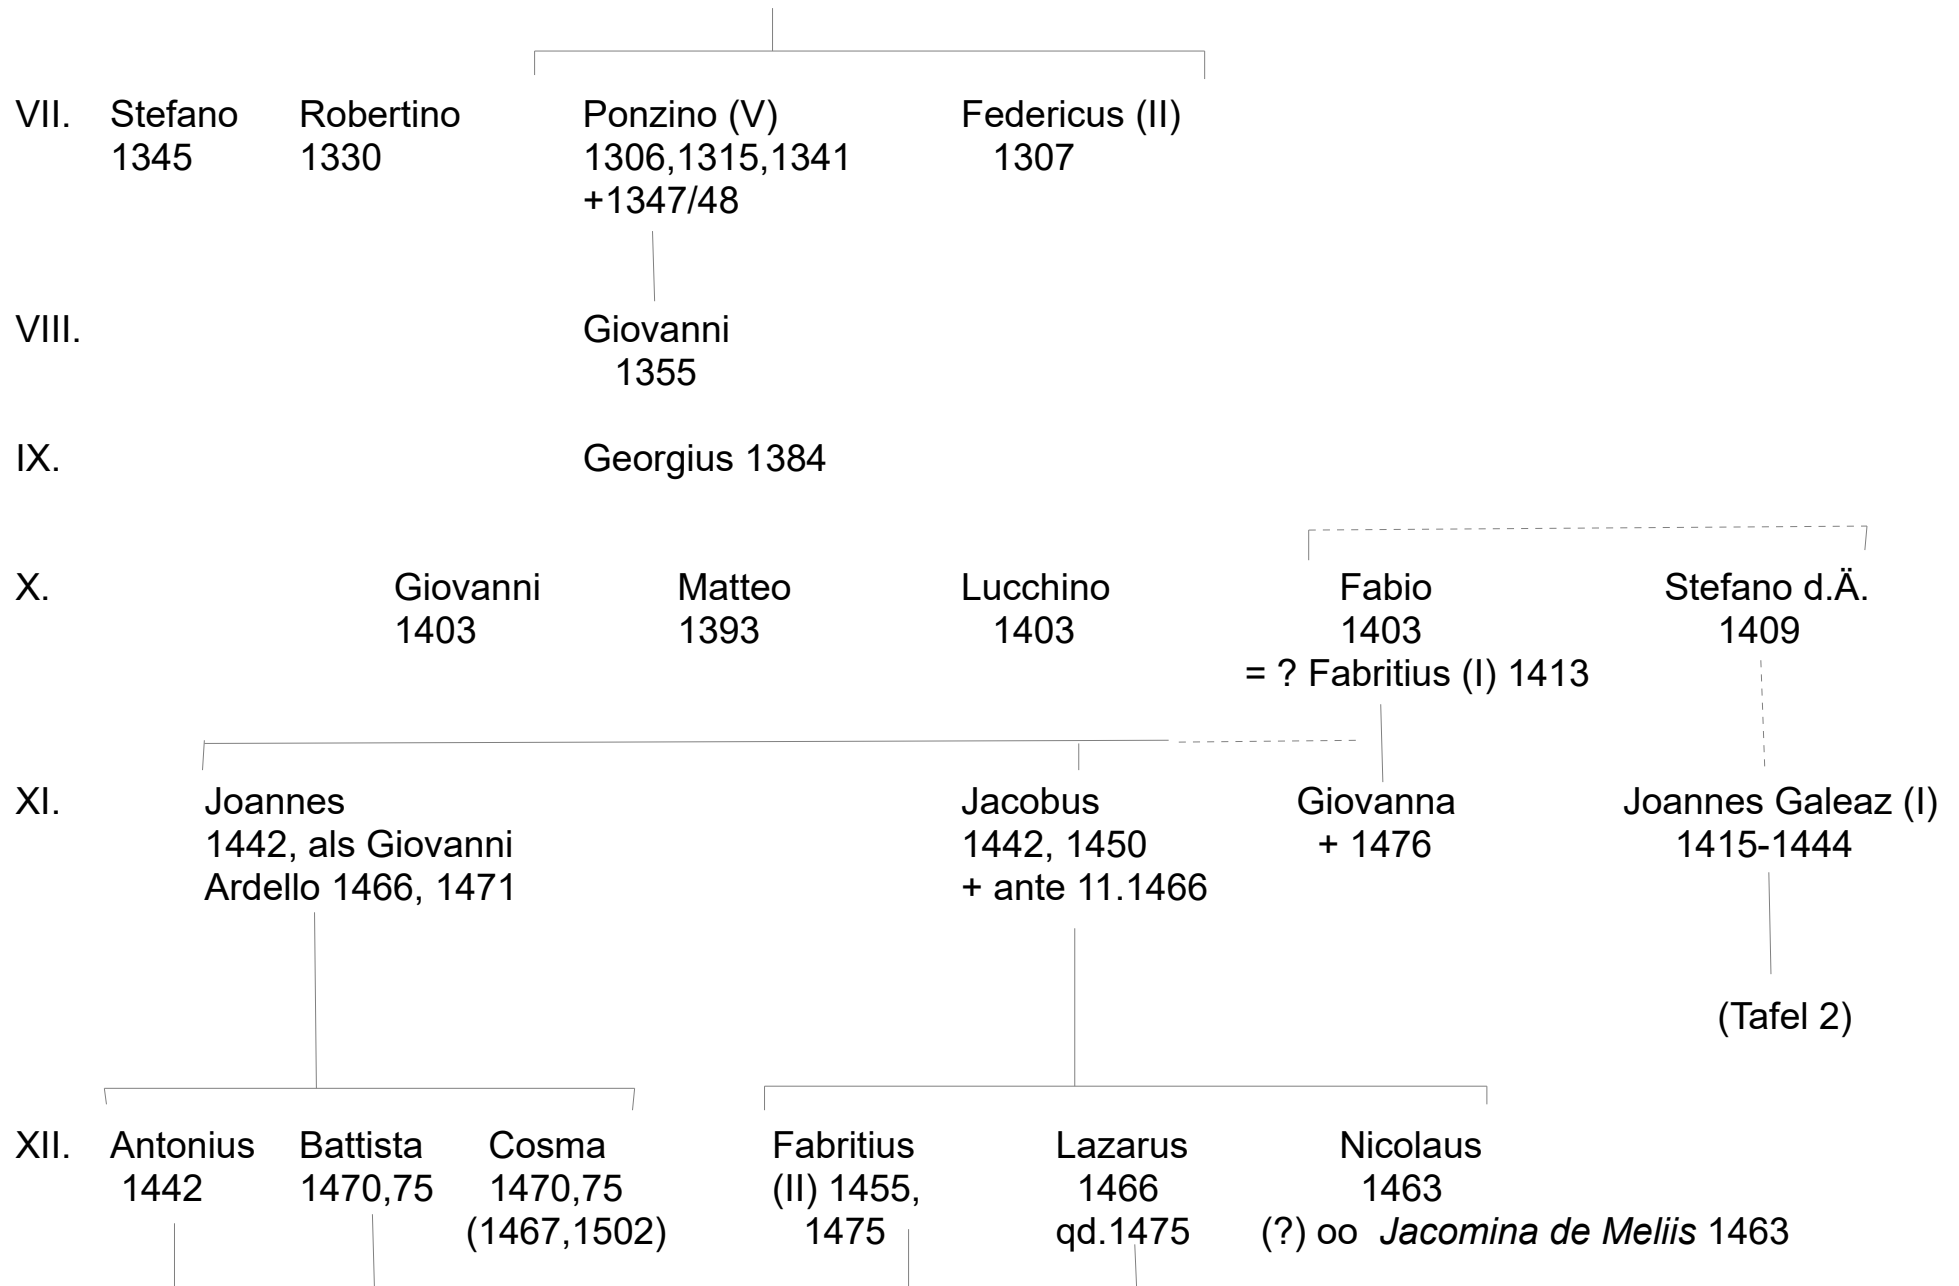 VII. Stefano Robertino Ponzino (V) Federicus (II)
1345 1330 1306,1315,1341 1307
+1347/48
VIII. Giovanni
1355
IX. Georgius 1384
X. Giovanni Matteo Lucchino Fabio Stefano d.Ä.
1403 1393 1403 1403 1409
= ? Fabritius (I) 1413
XI. Joannes Jacobus Giovanna Joannes Galeaz (I)
1442, als Giovanni 1442, 1450 + 1476 1415-1444
Ardello 1466, 1471 + ante 11.1466
(Tafel 2)
XII. Antonius Battista Cosma Fabritius Lazarus Nicolaus
1442 1470,75 1470,75 (II) 1455, 1466 1463
(1467,1502) 1475 qd.1475 (?) oo Jacomina de Meliis 1463